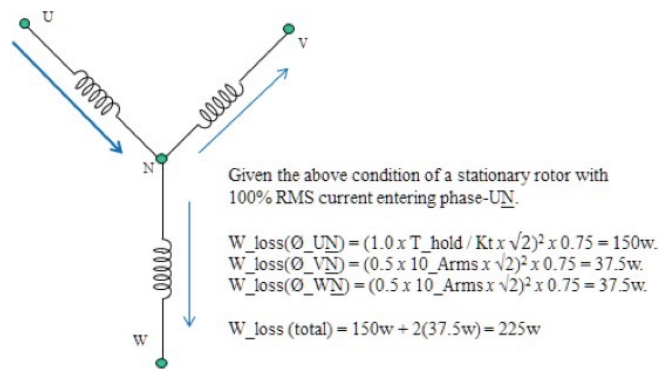 U
V
N
Given the above condition of a stationary rotor with
100% RMS current entering phase-UN.
W_loss(Ø_UN) = (1.0 x T_hold / Kt x √2)² x 0.75 = 150w.
W_loss(Ø_VN) = (0.5 x 10_Arms x √2)² x 0.75 = 37.5w.
W_loss(Ø_WN) = (0.5 x 10_Arms x √2)² x 0.75 = 37.5w.
W_loss (total) = 150w + 2(37.5w) = 225w
W